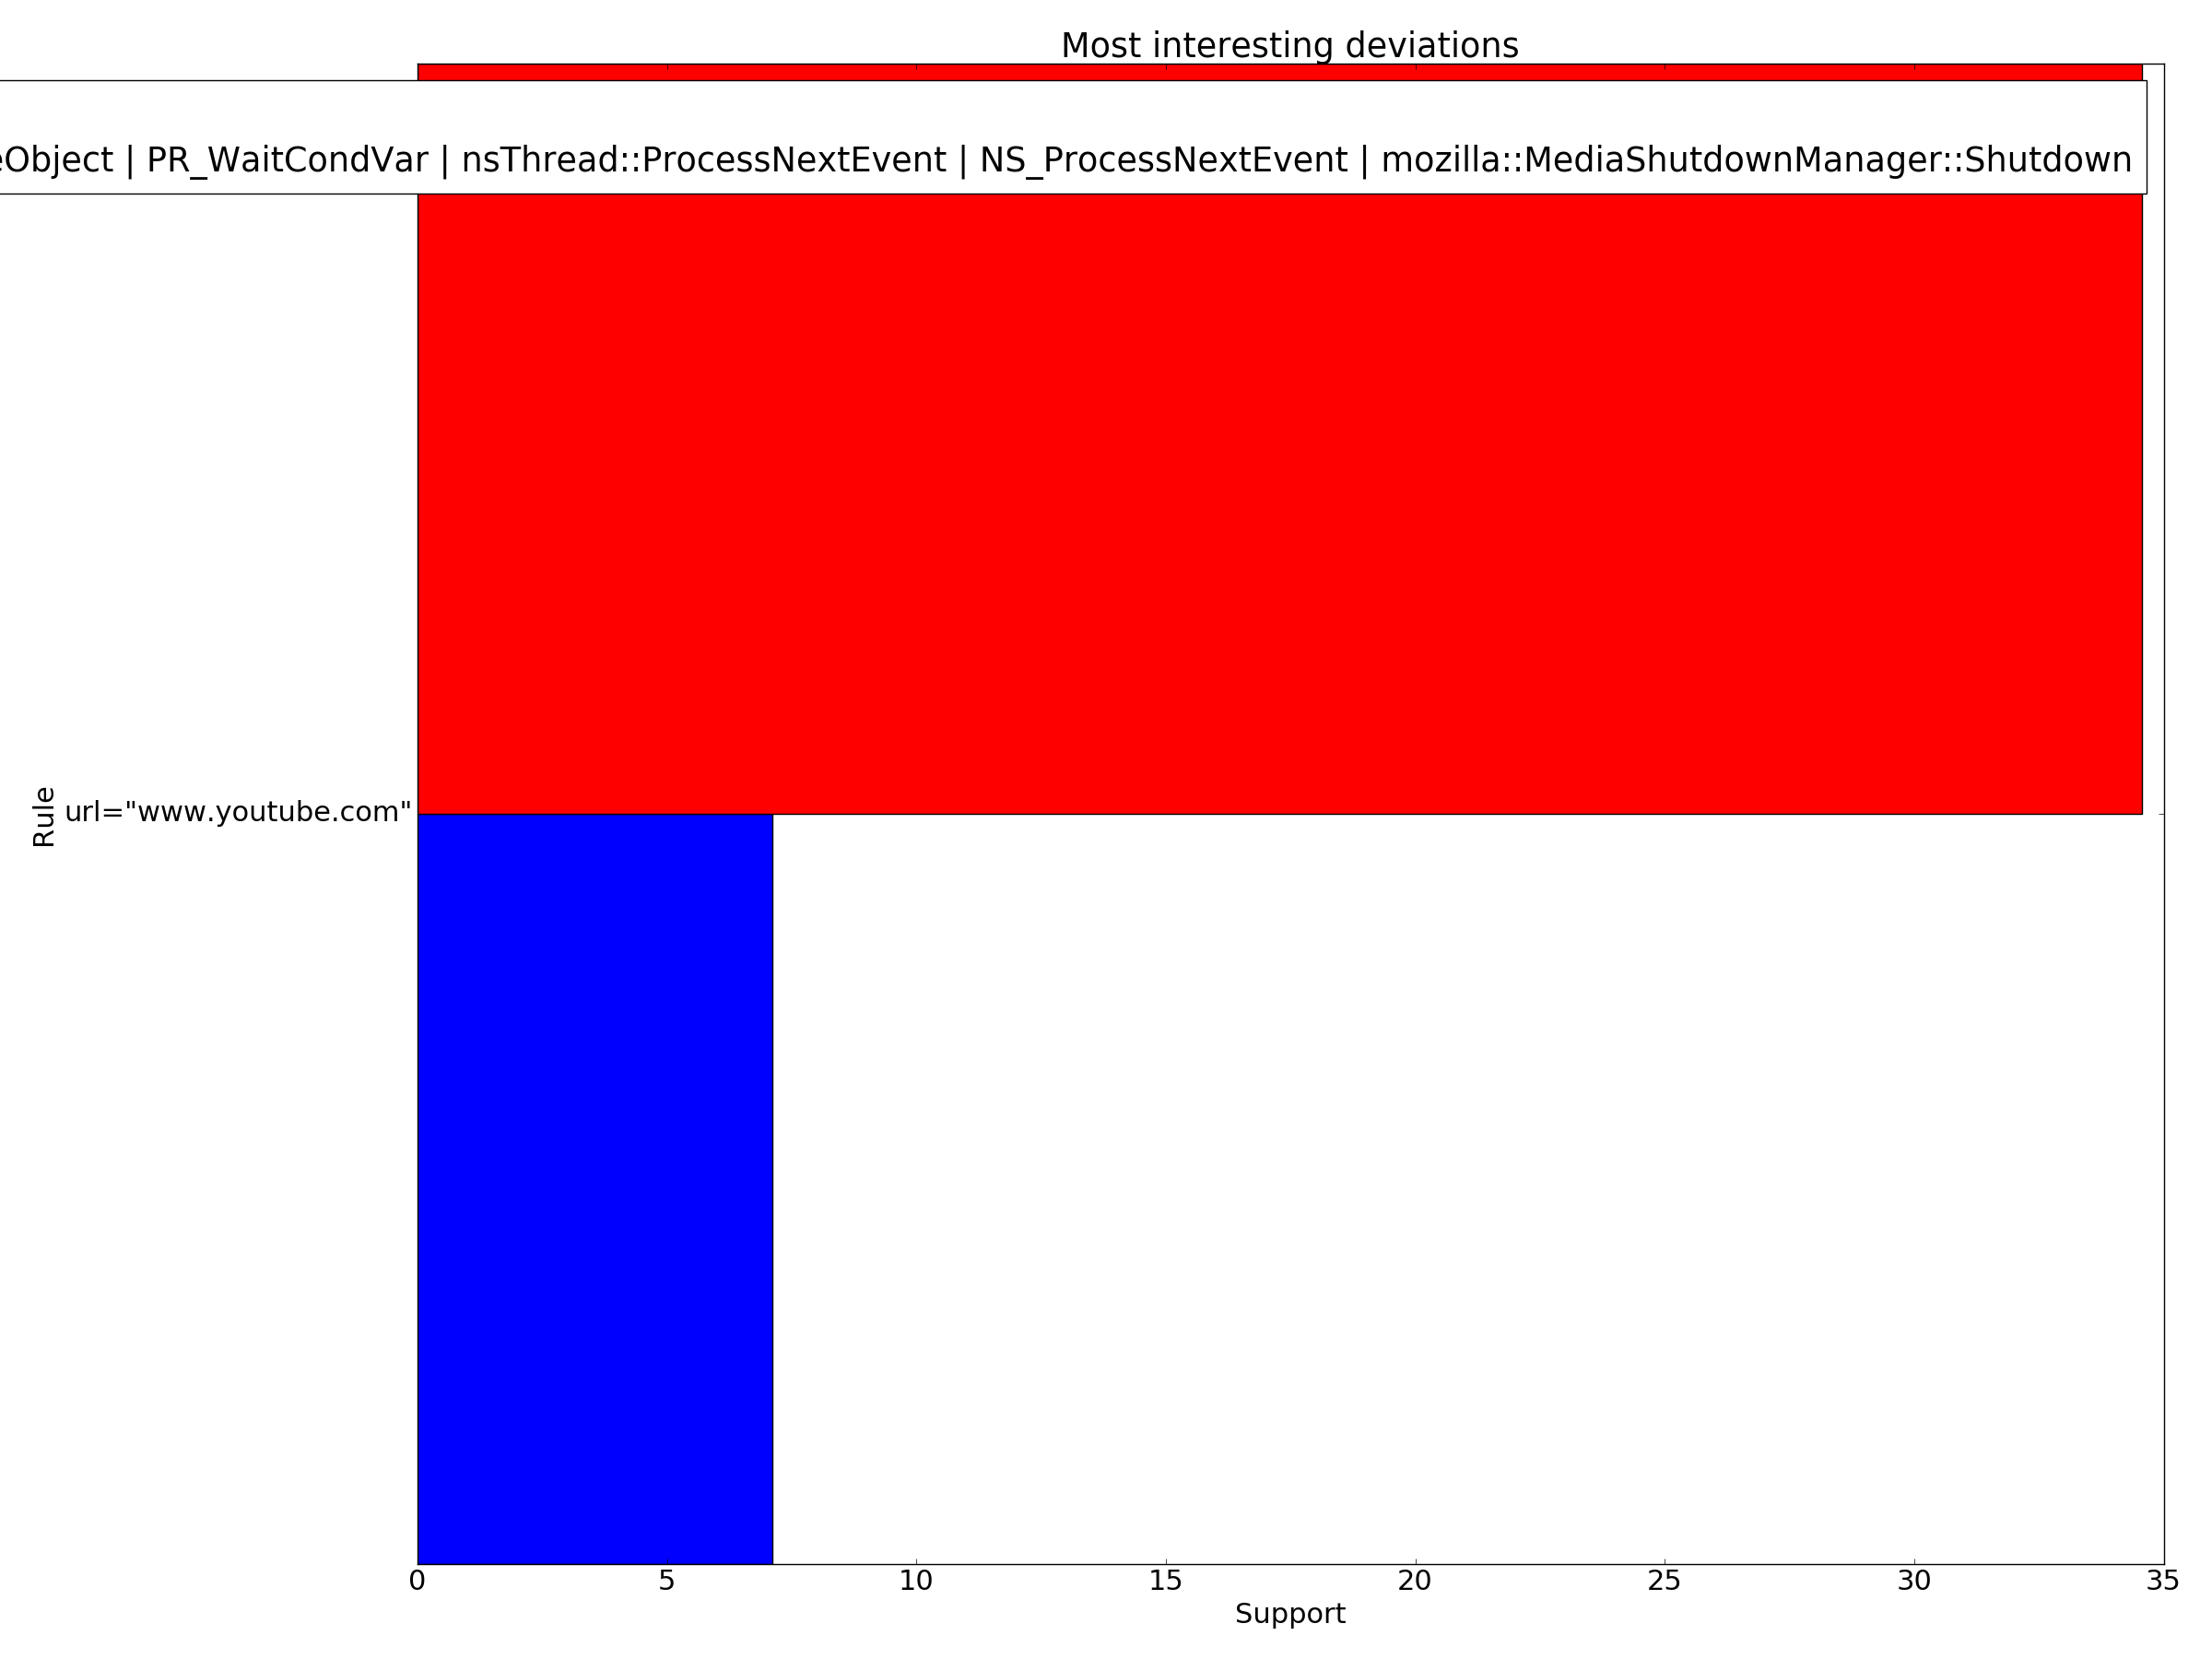 Most interesting deviations
Object | PR_WaitCondVar | nsThread::ProcessNextEvent | NS_ProcessNextEvent | mozilla::MediaShutdownManager::Shutdown
Rule
url="www.youtube.com"
0 5 10 15 20 25 30 35
Support